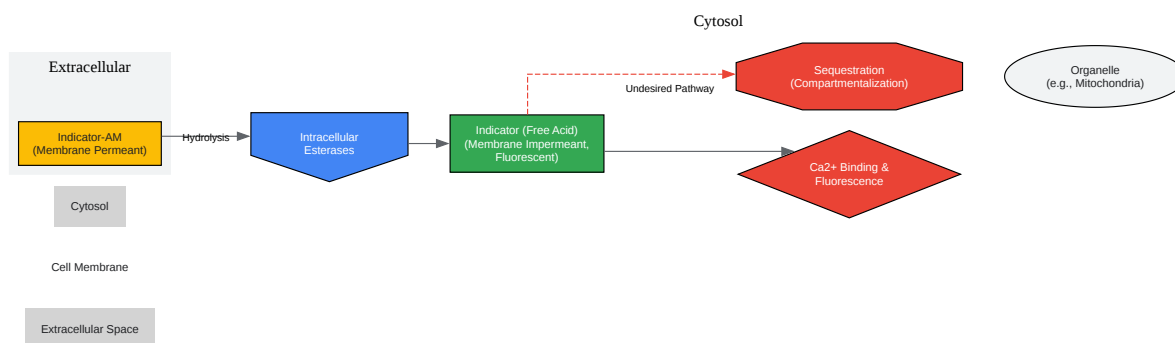 Cytosol
Extracellular
Indicator-AM
(Membrane Permeant)
Hydrolysis
Intracellular
Esterases
Indicator (Free Acid)
(Membrane Impermeant,
Fluorescent)
Undesired Pathway
Sequestration
(Compartmentalization)
Organelle
(e.g., Mitochondria)
Ca2+ Binding &
Fluorescence
Cytosol
Cell Membrane
Extracellular Space